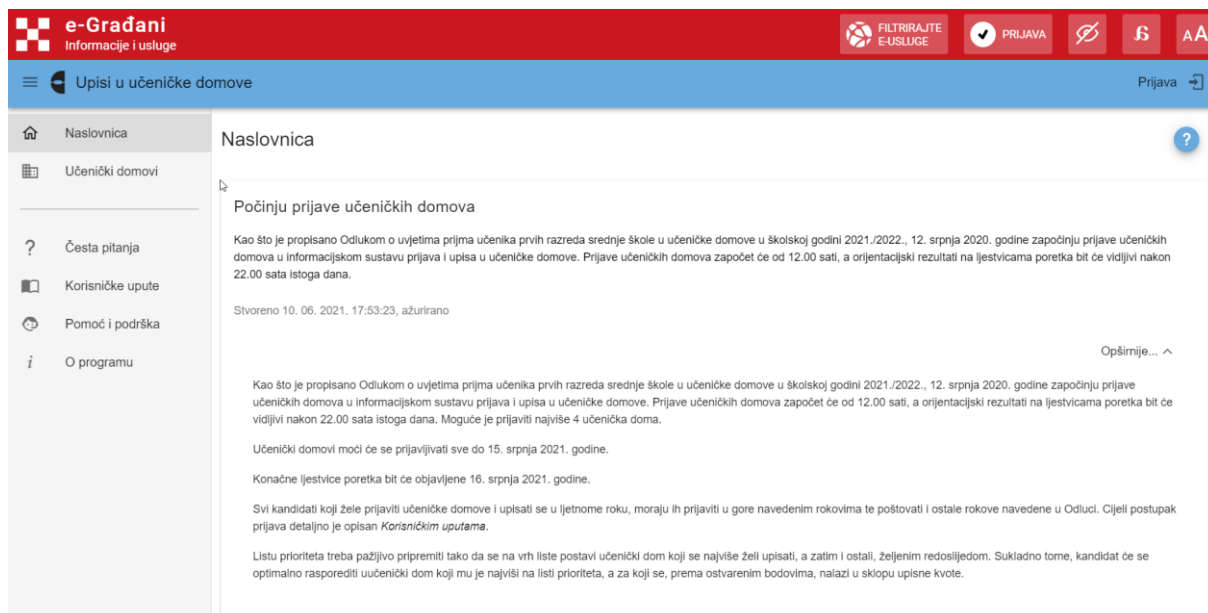 e-Građani
Informacije i usluge
FILTRIRAJTE
E-USLUGE
PRIJAVA
AA
Upisi u učeničke domove
Prijava
Naslovnica
Učenički domovi
? Česta pitanja
Korisničke upute
Pomoć i podrška
i O programu
Naslovnica
?
Počinju prijave učeničkih domova
Kao što je propisano Odlukom o uvjetima prijma učenika prvih razreda srednje škole u učeničke domove u školskoj godini 2021./2022., 12. srpnja 2020. godine započinju prijave učeničkih
domova u informacijskom sustavu prijava i upisa u učeničke domove. Prijave učeničkih domova započet će od 12.00 sati, a orijentacijski rezultati na ljestvicama poretka bit će vidljivi nakon
22.00 sata istoga dana.
Stvoreno 10. 06. 2021. 17:53:23, ažurirano
Opširnije...
Kao što je propisano Odlukom o uvjetima prijma učenika prvih razreda srednje škole u učeničke domove u školskoj godini 2021./2022., 12. srpnja 2020. godine započinju prijave
učeničkih domova u informacijskom sustavu prijava i upisa u učeničke domove. Prijave učeničkih domova započet će od 12.00 sati, a orijentacijski rezultati na ljestvicama poretka bit će
vidljivi nakon 22.00 sata istoga dana. Moguće je prijaviti najviše 4 učenička doma.
Učenički domovi moći će se prijavljivati sve do 15. srpnja 2021. godine.
Konačne ljestvice poretka bit će objavljene 16. srpnja 2021. godine.
Svi kandidati koji žele prijaviti učeničke domove i upisati se u ljetnome roku, moraju ih prijaviti u gore navedenim rokovima te poštovati i ostale rokove navedene u Odluci. Cijeli postupak
prijava detaljno je opisan Korisničkim uputama.
Listu prioriteta treba pažljivo pripremiti tako da se na vrh liste postavi učenički dom koji se najviše želi upisati, a zatim i ostali, željenim redoslijedom. Sukladno tome, kandidat će se
optimalno rasporediti uučenički dom koji mu je najviši na listi prioriteta, a za koji se, prema ostvarenim bodovima, nalazi u sklopu upisne kvote.